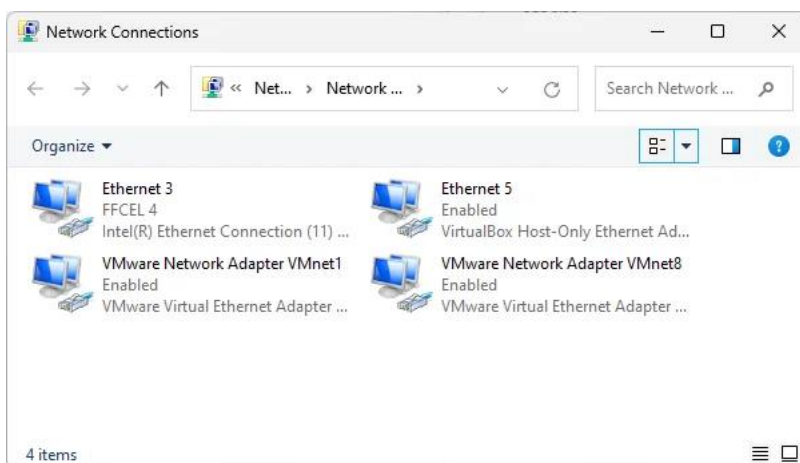 Network Connections
« Net... › Network ... ›
Search Network ...
Organize
Ethernet 3
FFCEL 4
Intel(R) Ethernet Connection (11) ...
Ethernet 5
Enabled
VirtualBox Host-Only Ethernet Ad...
VMware Network Adapter VMnet1
Enabled
VMware Virtual Ethernet Adapter ...
VMware Network Adapter VMnet8
Enabled
VMware Virtual Ethernet Adapter ...
4 items